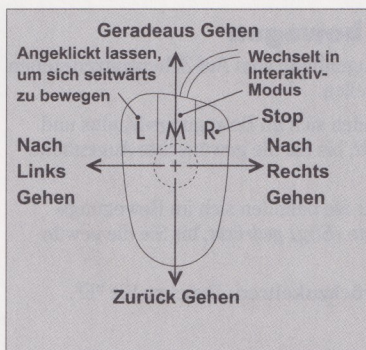 Geradeaus Gehen
Angeklickt lassen,
um sich seitwärts
zu bewegen
Wechselt in
Interaktiv-
Modus
L M R
Stop
Nach
Links
Gehen
Nach
Rechts
Gehen
Zurück Gehen